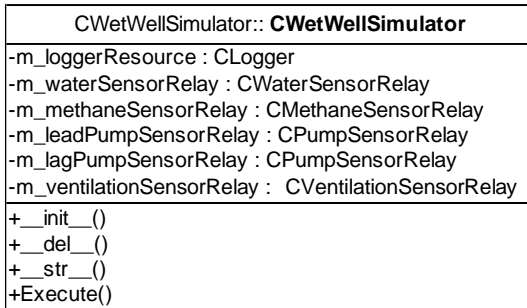 CWetWellSimulator:: CWetWellSimulator
-m_loggerResource : CLogger
-m_waterSensorRelay : CWaterSensorRelay
-m_methaneSensorRelay : CMethaneSensorRelay
-m_leadPumpSensorRelay : CPumpSensorRelay
-m_lagPumpSensorRelay : CPumpSensorRelay
-m_ventilationSensorRelay : CVentilationSensorRelay
+__init__()
+__del__()
+__str__()
+Execute()